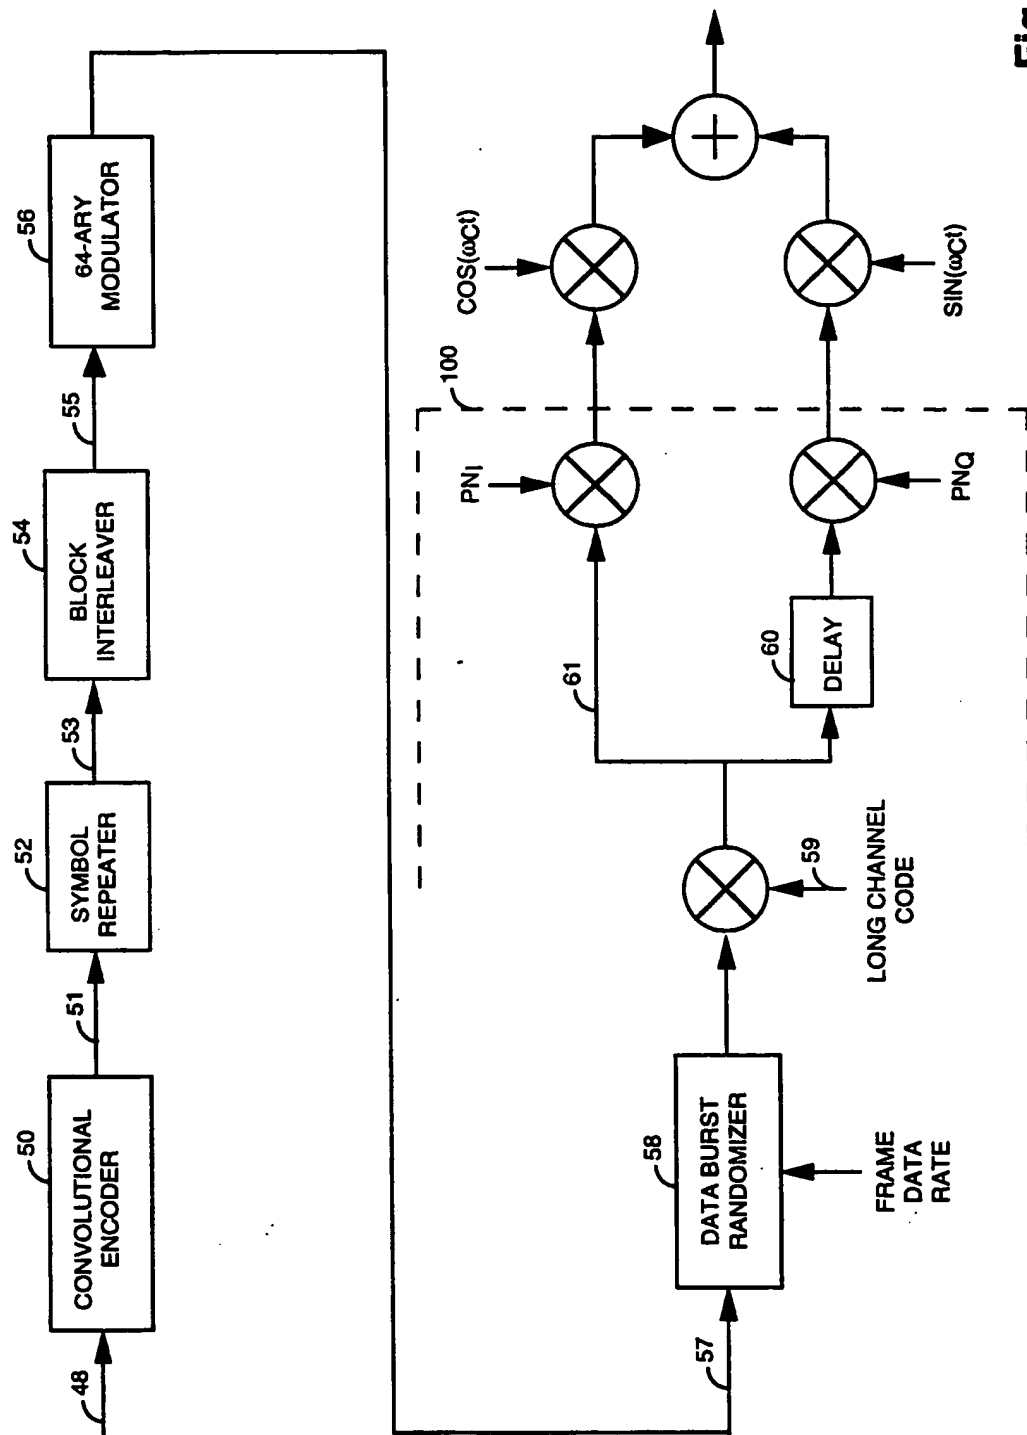 48
50
CONVOLUTIONAL
ENCODER
51
52
SYMBOL
REPEATER
53
54
BLOCK
INTERLEAVER
55
56
64-ARY
MODULATOR
57
58
DATA BURST
RANDOMIZER
FRAME
DATA
RATE
59
LONG CHANNEL
CODE
61
60
DELAY
PNI
PNQ
100
COS(ωCt)
SIN(ωCt)